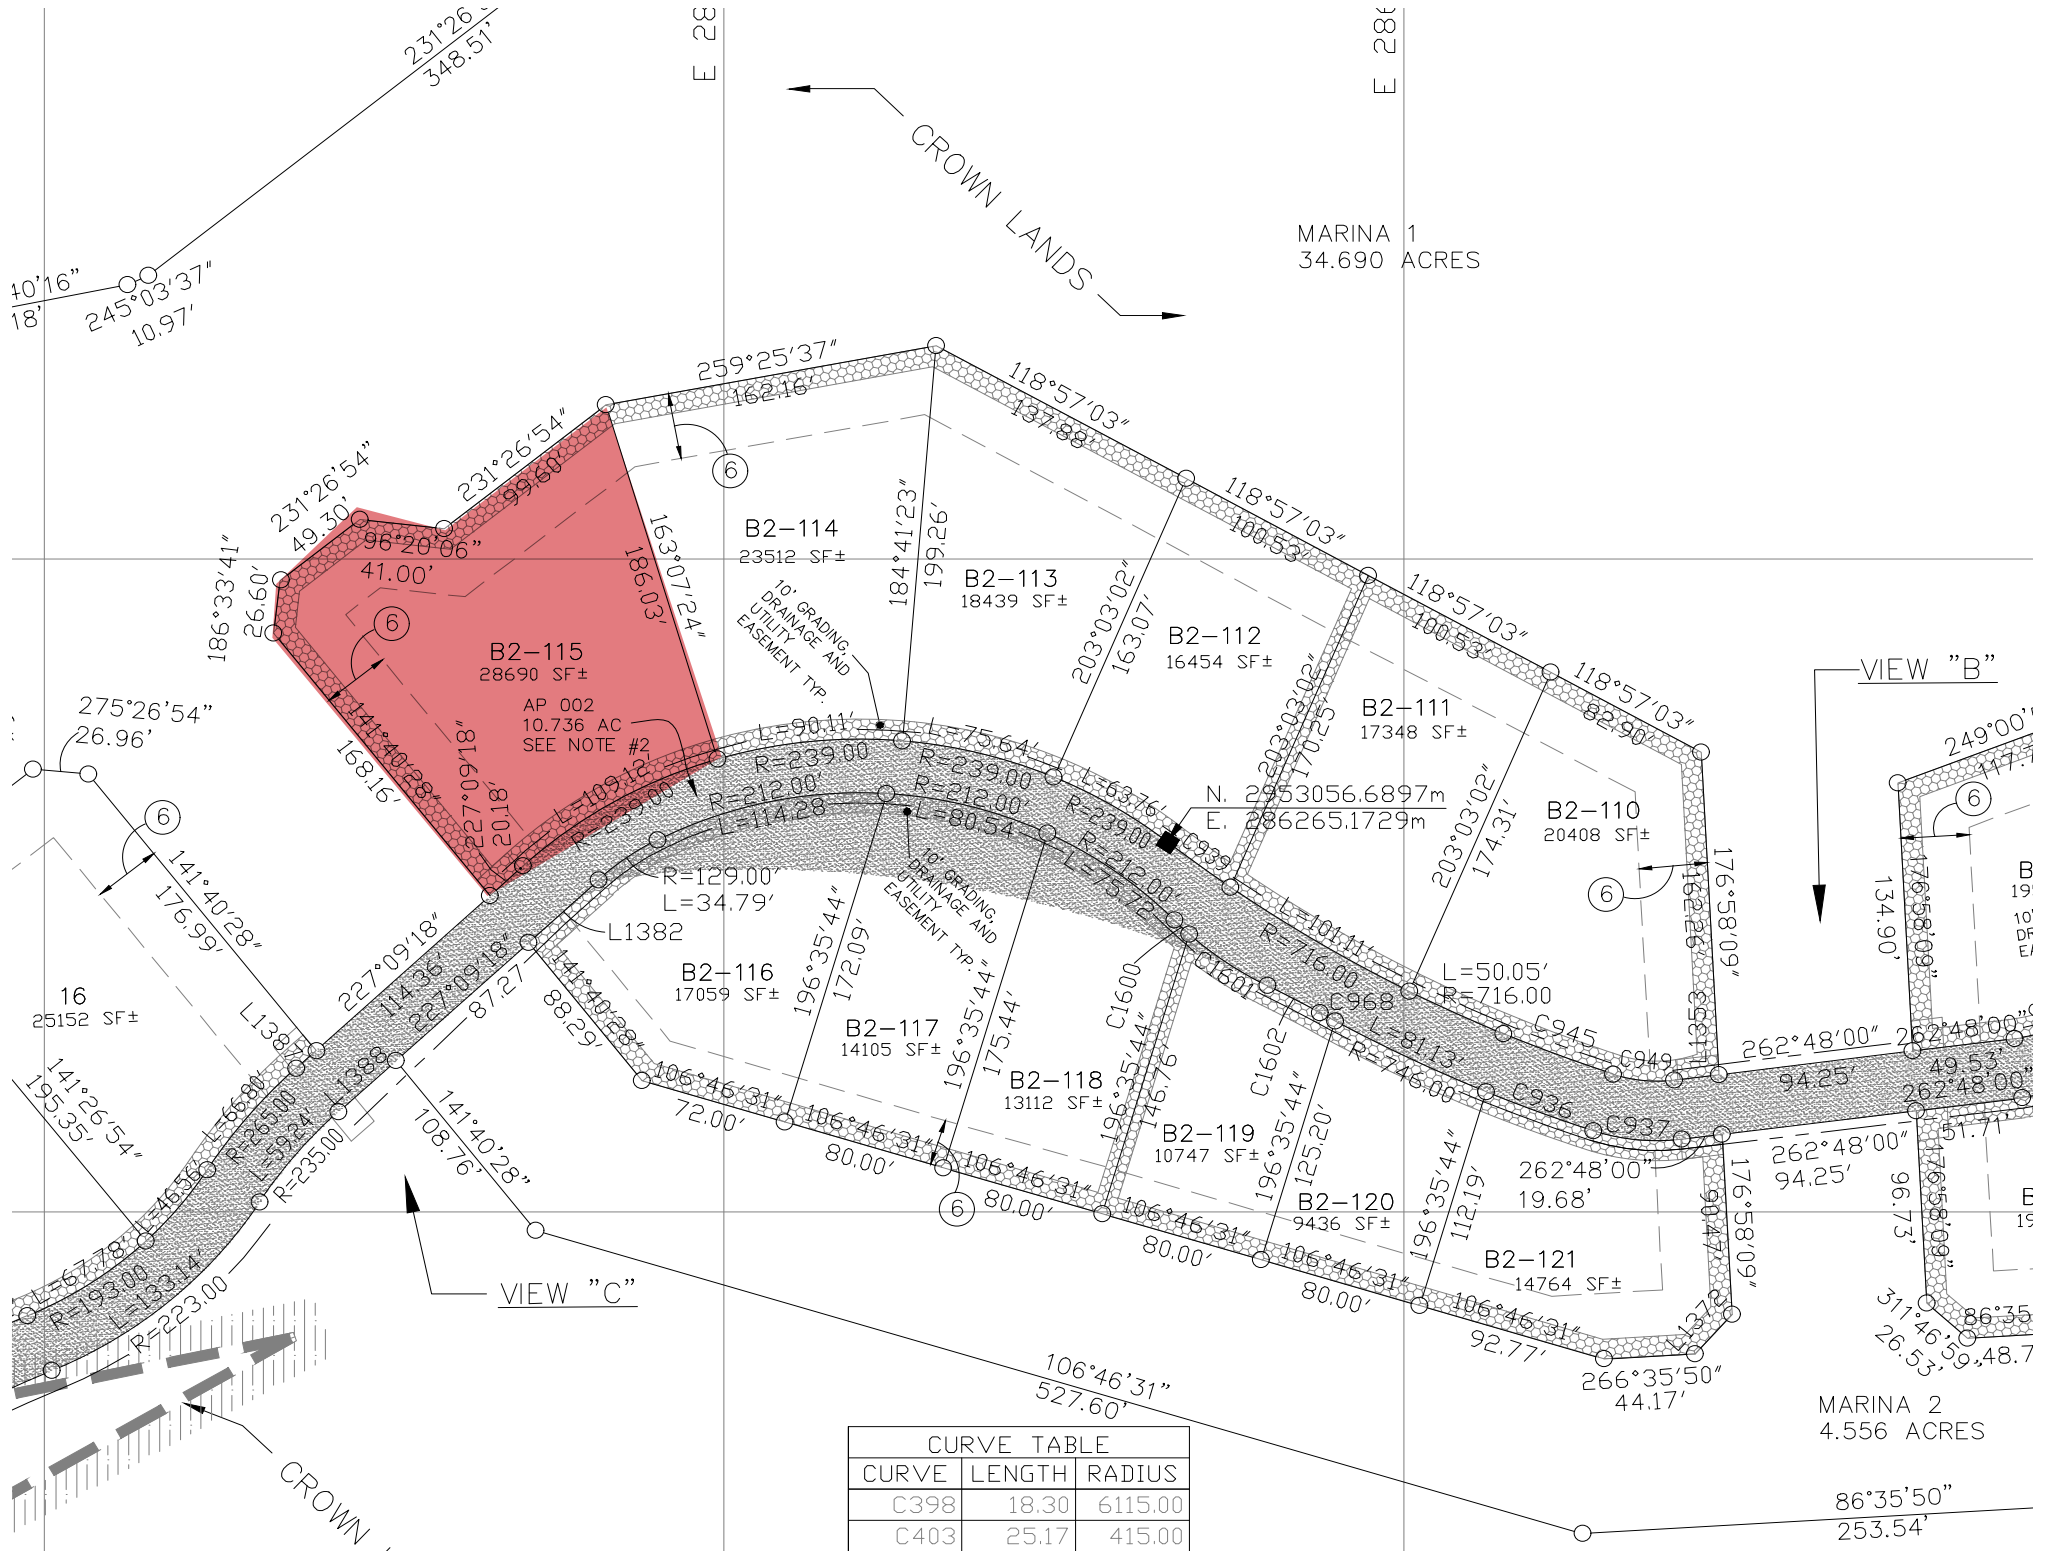 231°26'
348.51'
E 28
E 286
CROWN LANDS
MARINA 1
34.690 ACRES
40'16"
18'
245°03'37"
10.97'
259°25'37"
162.16'
118°57'03"
137.88'
231°26'54"
99.60'
6
231°26'54"
49.30'
96°20'06"
41.00'
186°33'41"
26.60'
6
163°07'24"
186.03'
B2-114
23512 SF±
184°41'23"
199.26'
B2-113
18439 SF±
118°57'03"
100.53'
118°57'03"
100.53'
118°57'03"
82.90'
10' GRADING,
DRAINAGE AND
UTILITY
EASEMENT TYP.
203°03'02"
163.07'
B2-112
16454 SF±
203°03'02"
170.25'
B2-111
17348 SF±
VIEW "B"
B2-115
28690 SF±
AP 002
10.736 AC
SEE NOTE #2
275°26'54"
26.96'
141°40'28"
168.16'
227°09'18"
20.18'
L=109.12'
R=239.00'
L=90.11'
R=239.00
L=75.64'
R=239.00
L=63.76'
R=239.00
R=212.00'
L=114.28
R=212.00'
L=80.54
R=212.00'
L=75.72
N. 2953056.6897m
E. 286265.1729m
C939
203°03'02"
174.31'
B2-110
20408 SF±
6
176°58'09"
162.26'
249°00'
117.7
6
134.90'
176°58'09"
B
19
10'
DR
EA
6
141°40'28"
176.99'
R=129.00'
L=34.79'
L1382
10' GRADING,
DRAINAGE AND
UTILITY
EASEMENT TYP.
L=101.11'
R=716.00
L=50.05'
R=716.00
16
25152 SF±
L1387
227°09'18"
114.36'
227°09'18"
87.27'
141°40'28"
88.29'
B2-116
17059 SF±
196°35'44"
172.09'
B2-117
14105 SF±
196°35'44"
175.44'
C1600
C1601
C968
C1602
C945
C949
L1353
262°48'00"
94.25'
262°48'00"
49.53'
262°48'00"
51.71'
141°26'54"
195.35'
L=66.80'
R=265.00
L=59.24'
R=235.00
L1388
141°40'28"
108.76'
106°46'31"
72.00'
106°46'31"
80.00'
B2-118
13112 SF±
196°35'44"
146.76'
B2-119
10747 SF±
196°35'44"
125.20'
L=81.13'
R=746.00
C936
C937
262°48'00"
19.68'
262°48'00"
94.25'
L=46.56'
L=67.78'
R=193.00
L=133.14'
R=223.00
VIEW "C"
6
106°46'31"
80.00'
106°46'31"
80.00'
B2-120
9436 SF±
196°35'44"
112.19'
106°46'31"
80.00'
B2-121
14764 SF±
90.47'
176°58'09"
L1372
96.73'
176°58'09"
B
19
106°46'31"
92.77'
266°35'50"
44.17'
311°46'59"
26.53'
86°35
48.7
CROWN
106°46'31"
527.60'
MARINA 2
4.556 ACRES
CURVE TABLE
CURVE LENGTH RADIUS
C398 18.30 6115.00
C403 25.17 415.00
86°35'50"
253.54'